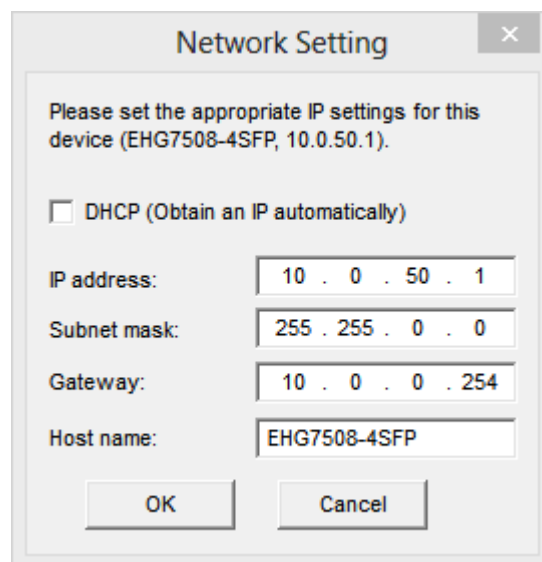 Network Setting
Please set the appropriate IP settings for this
device (EHG7508-4SFP, 10.0.50.1).
DHCP (Obtain an IP automatically)
IP address: 10 . 0 . 50 . 1
Subnet mask: 255 . 255 . 0 . 0
Gateway: 10 . 0 . 0 . 254
Host name: EHG7508-4SFP
OK Cancel